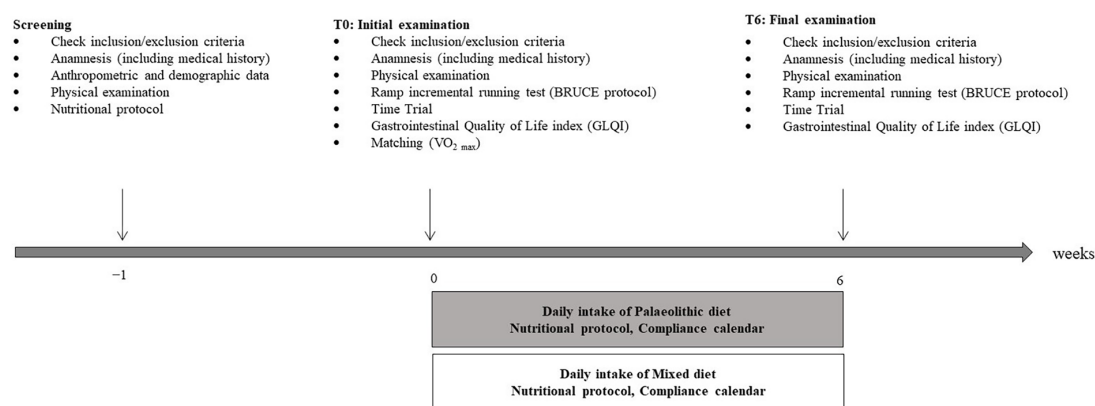 Screening
• Check inclusion/exclusion criteria
• Anamnesis (including medical history)
• Anthropometric and demographic data
• Physical examination
• Nutritional protocol
T0: Initial examination
• Check inclusion/exclusion criteria
• Anamnesis (including medical history)
• Physical examination
• Ramp incremental running test (BRUCE protocol)
• Time Trial
• Gastrointestinal Quality of Life index (GLQI)
• Matching (VO2 max)
T6: Final examination
• Check inclusion/exclusion criteria
• Anamnesis (including medical history)
• Physical examination
• Ramp incremental running test (BRUCE protocol)
• Time Trial
• Gastrointestinal Quality of Life index (GLQI)
weeks
−1
0
6
Daily intake of Palaeolithic diet
Nutritional protocol, Compliance calendar
Daily intake of Mixed diet
Nutritional protocol, Compliance calendar